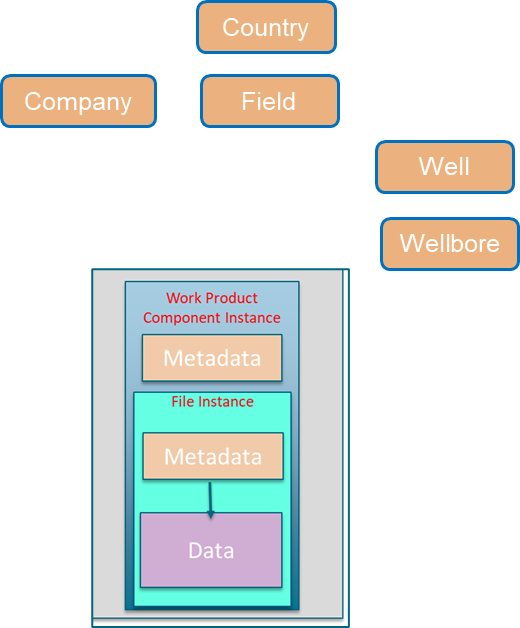 Country
Company
Field
Well
Wellbore
Work Product
Component Instance
Metadata
File Instance
Metadata
Data